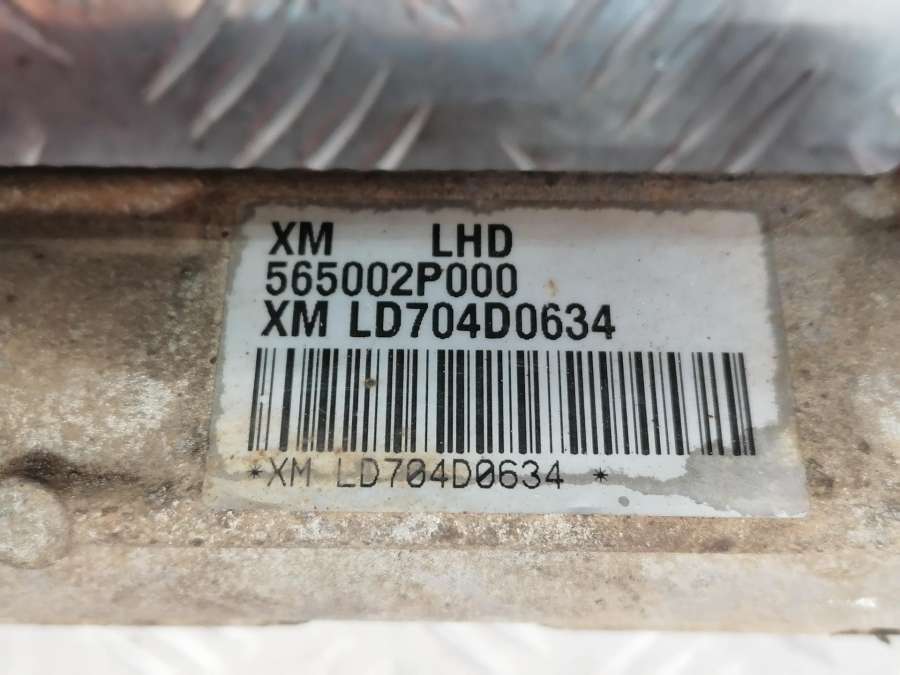 XM LHD
565002P000
XM LD704D0634
*XM LD704D0634 *